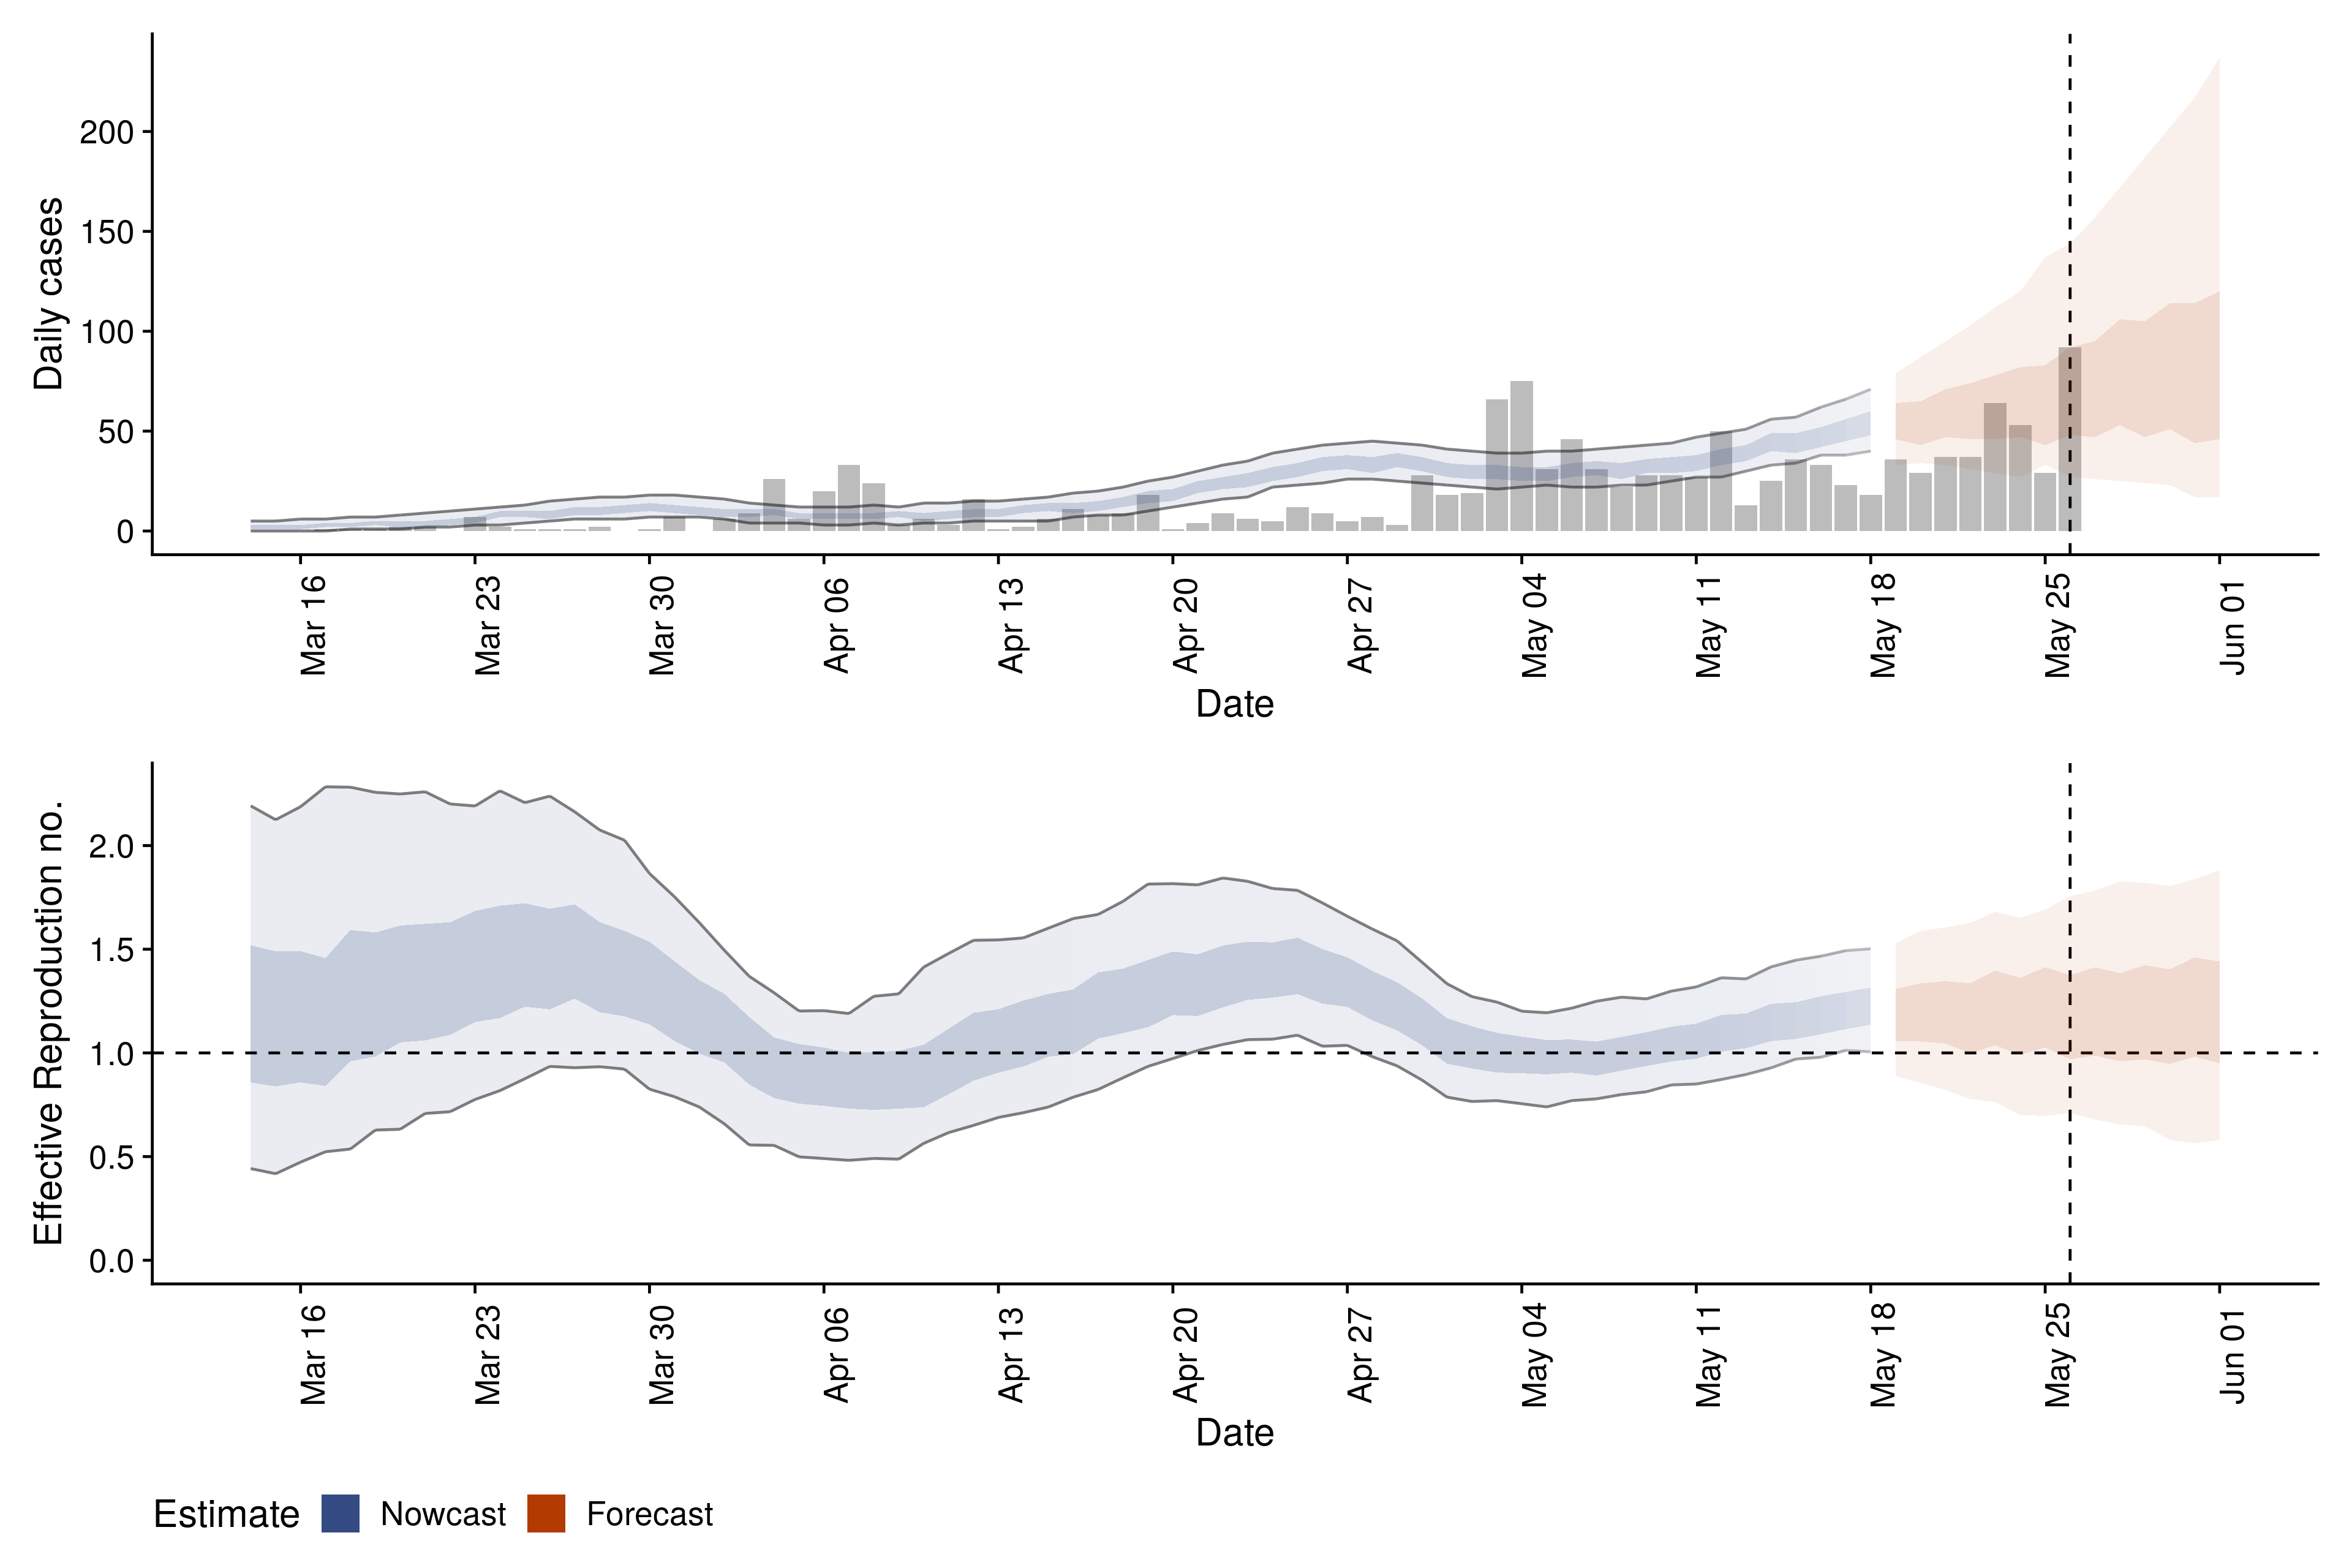 Daily cases
200
150
100
50
0
Mar 16
Mar 23
Mar 30
Apr 06
Apr 13
Apr 20
Apr 27
May 04
May 11
May 18
May 25
Jun 01
Date
Effective Reproduction no.
2.0
1.5
1.0
0.5
0.0
Mar 16
Mar 23
Mar 30
Apr 06
Apr 13
Apr 20
Apr 27
May 04
May 11
May 18
May 25
Jun 01
Date
Estimate Nowcast Forecast